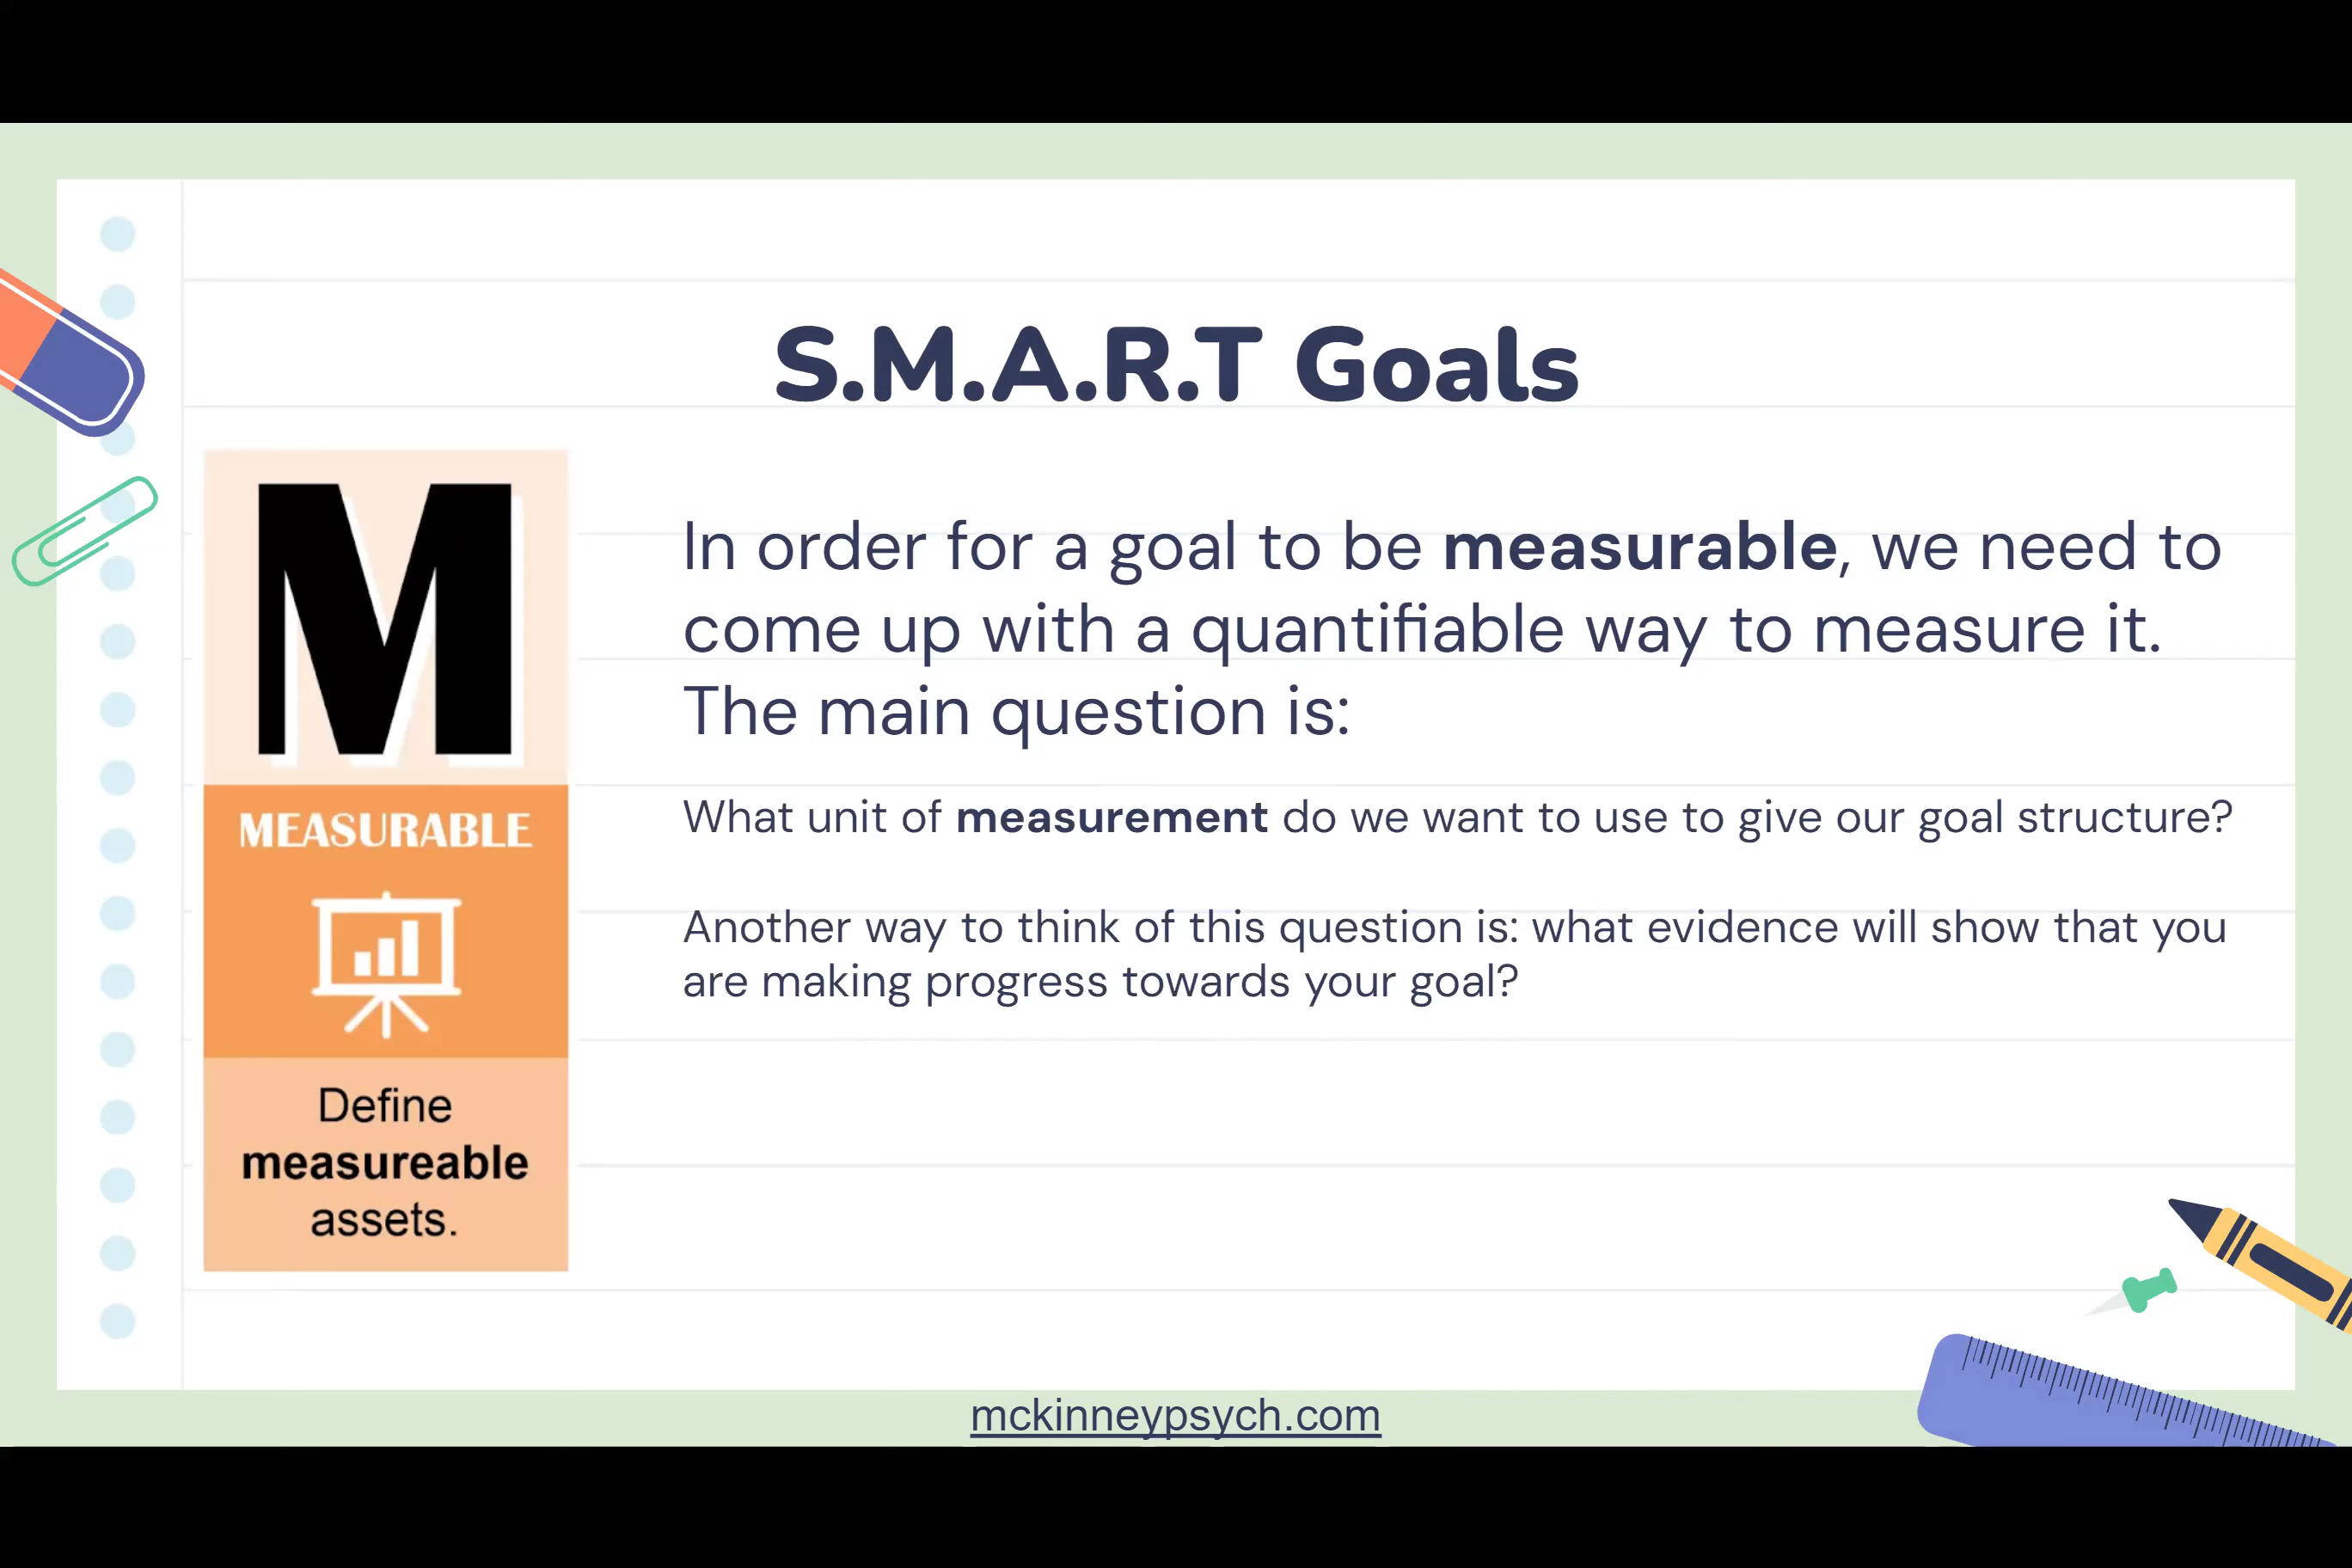 S.M.A.R.T Goals
M
MEASURABLE
Define
measureable
assets.
In order for a goal to be measurable, we need to
come up with a quantifiable way to measure it.
The main question is:
What unit of measurement do we want to use to give our goal structure?
Another way to think of this question is: what evidence will show that you
are making progress towards your goal?
mckinneypsych.com